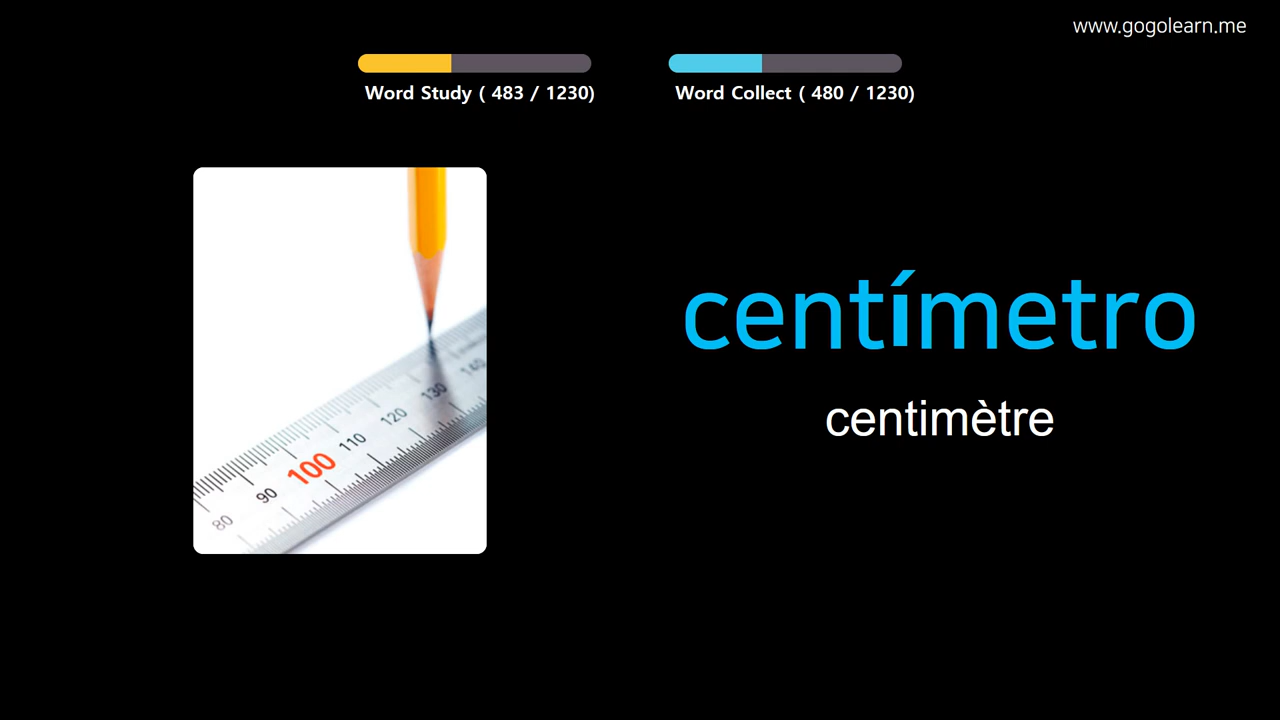 www.gogolearn.me
Word Study ( 483 / 1230)
Word Collect ( 480 / 1230)
centímetro
centimètre
80
90
100
110
120
130
140